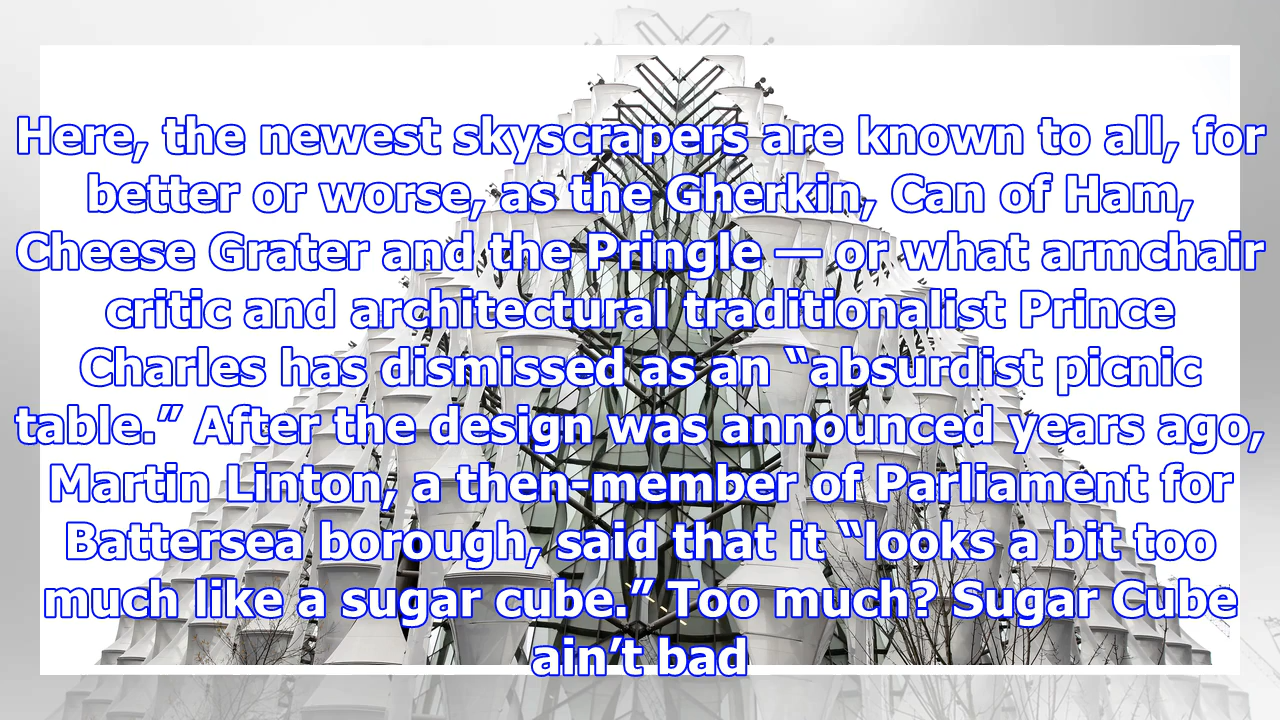 Here, the newest skyscrapers are known to all, for
better or worse, as the Gherkin, Can of Ham,
Cheese Grater and the Pringle — or what armchair
critic and architectural traditionalist Prince
Charles has dismissed as an “absurdist picnic
table.” After the design was announced years ago,
Martin Linton, a then-member of Parliament for
Battersea borough, said that it “looks a bit too
much like a sugar cube.” Too much? Sugar Cube
ain’t bad